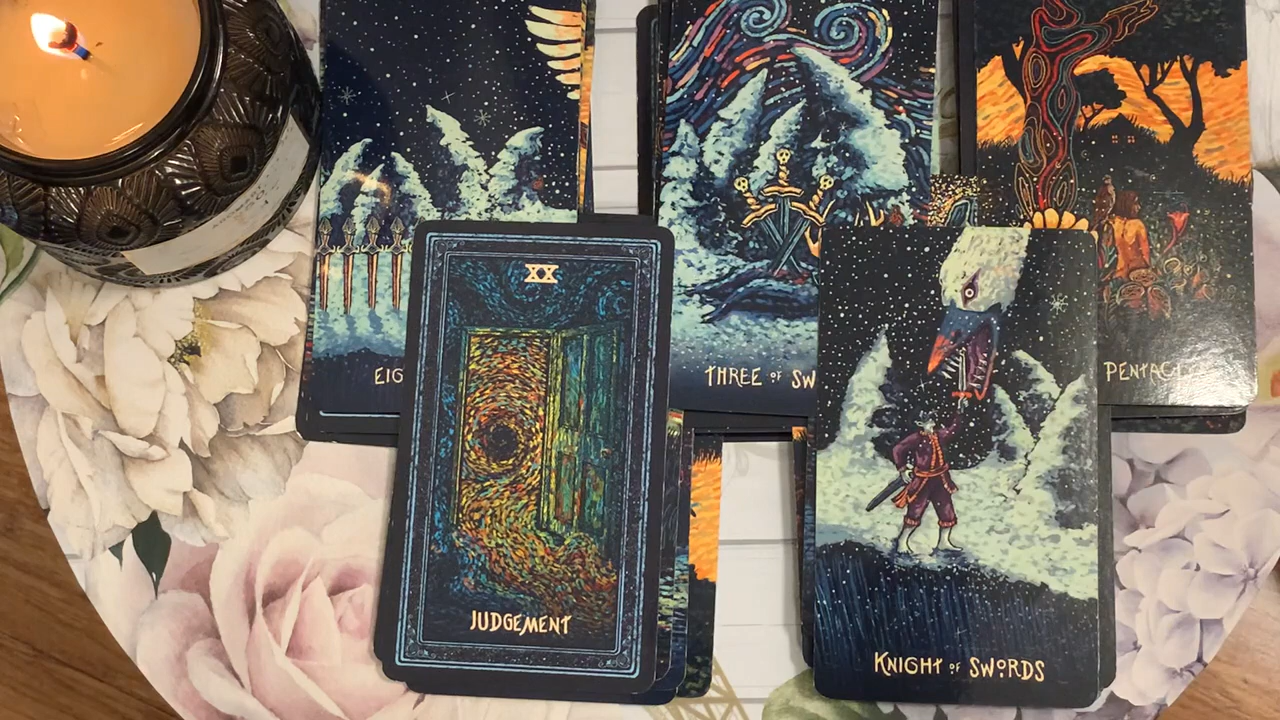 EIG
THREE OF SW
PENTAC
XX
JUDGEMENT
KNIGHT OF SWORDS